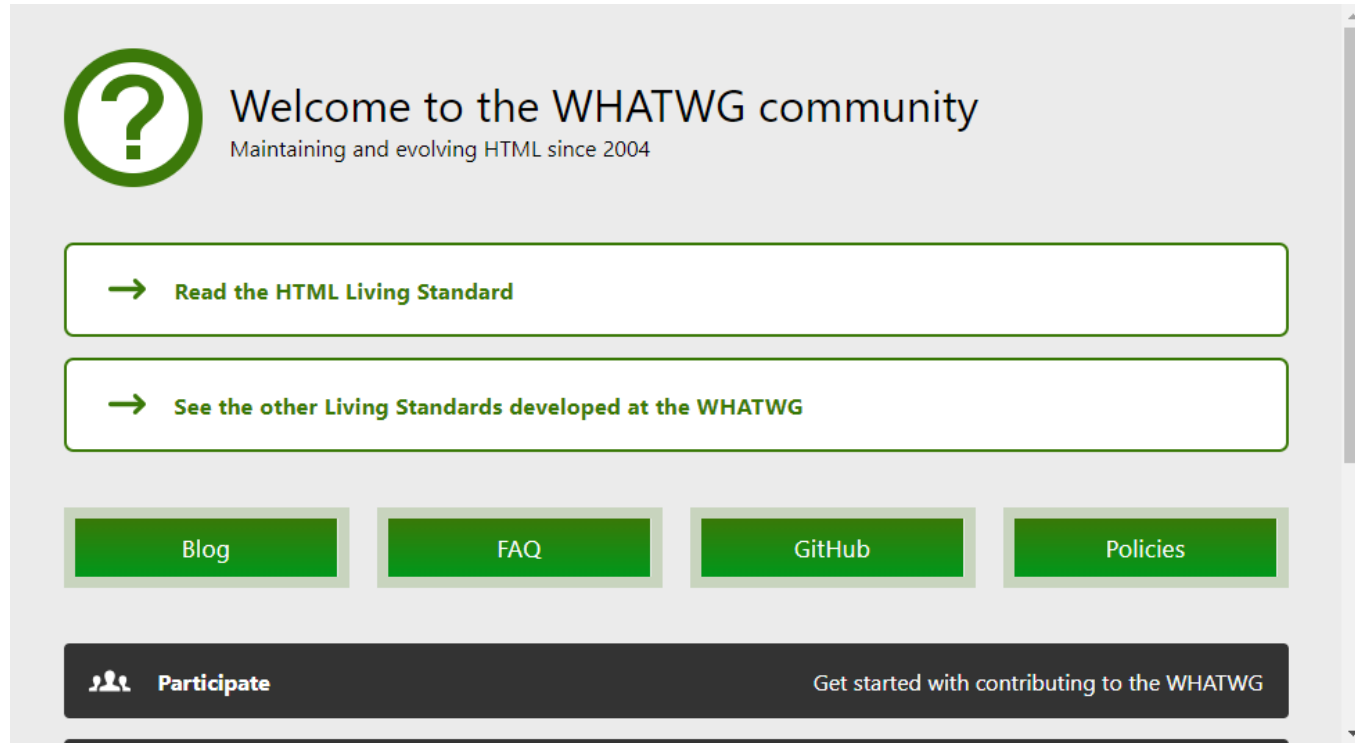 ?
Welcome to the WHATWG community
Maintaining and evolving HTML since 2004
→ Read the HTML Living Standard
→ See the other Living Standards developed at the WHATWG
Blog FAQ GitHub Policies
Participate Get started with contributing to the WHATWG